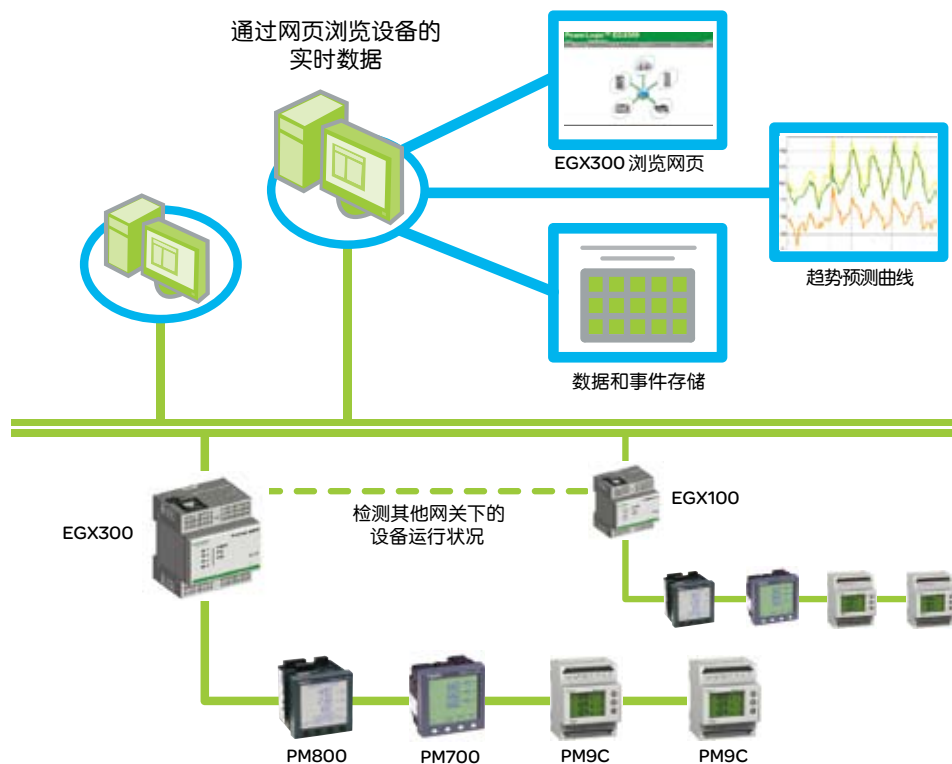 通过网页浏览设备的
实时数据
PowerLogic™ EGX300
EGX300 浏览网页
趋势预测曲线
数据和事件存储
EGX300
检测其他网关下的
设备运行状况
EGX100
PM800
PM700
PM9C
PM9C